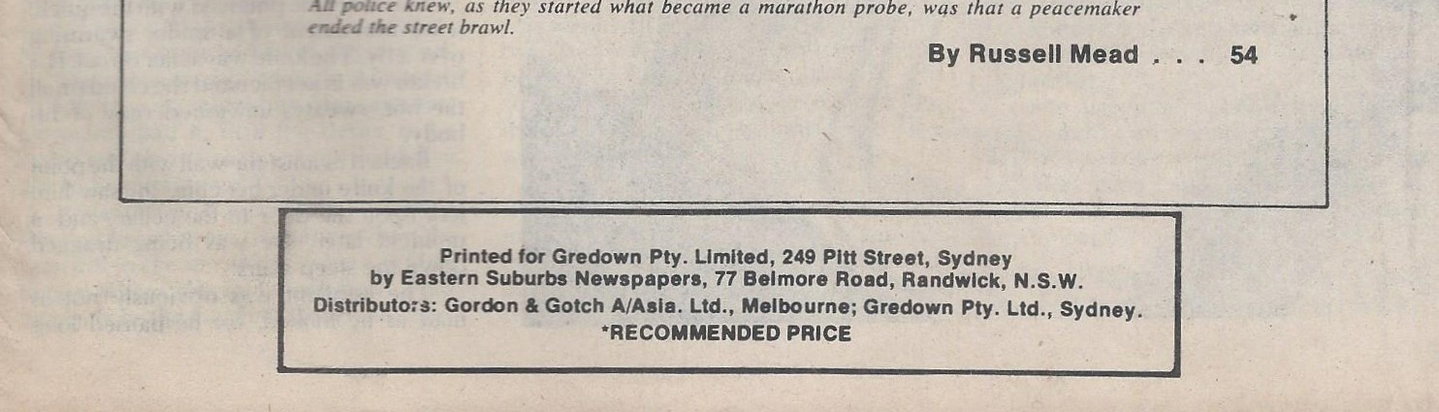 All police knew, as they started what became a marathon probe, was that a peacemaker
ended the street brawl.
By Russell Mead . . . 54
Printed for Gredown Pty. Limited, 249 Pitt Street, Sydney
by Eastern Suburbs Newspapers, 77 Belmore Road, Randwick, N.S.W.
Distributors: Gordon & Gotch A/Asia. Ltd., Melbourne; Gredown Pty. Ltd., Sydney.
*RECOMMENDED PRICE